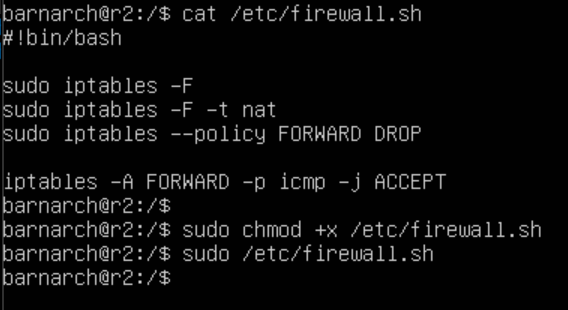 barnarch@r2:/$ cat /etc/firewall.sh
#!bin/bash
sudo iptables -F
sudo iptables -F -t nat
sudo iptables --policy FORWARD DROP
iptables -A FORWARD -p icmp -j ACCEPT
barnarch@r2:/$
barnarch@r2:/$ sudo chmod +x /etc/firewall.sh
barnarch@r2:/$ sudo /etc/firewall.sh
barnarch@r2:/$